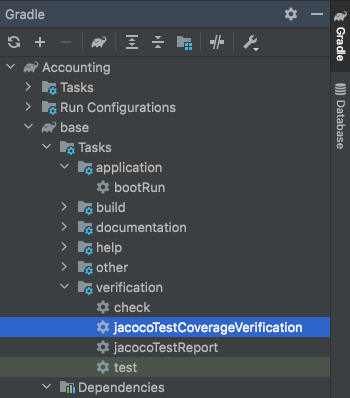 Gradle
Accounting
Tasks
Run Configurations
base
Tasks
application
bootRun
build
documentation
help
other
verification
check
jacocoTestCoverageVerification
jacocoTestReport
test
Dependencies
Gradle
Database